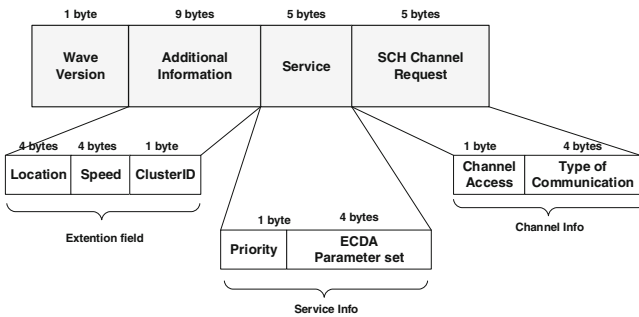 1 byte 9 bytes 5 bytes 5 bytes
Wave Version
Additional Information
Service
SCH Channel Request
4 bytes 4 bytes 1 byte
Location Speed ClusterID
Extention field
1 byte 4 bytes
Priority
ECDA Parameter set
Service Info
1 byte 4 bytes
Channel Access
Type of Communication
Channel Info